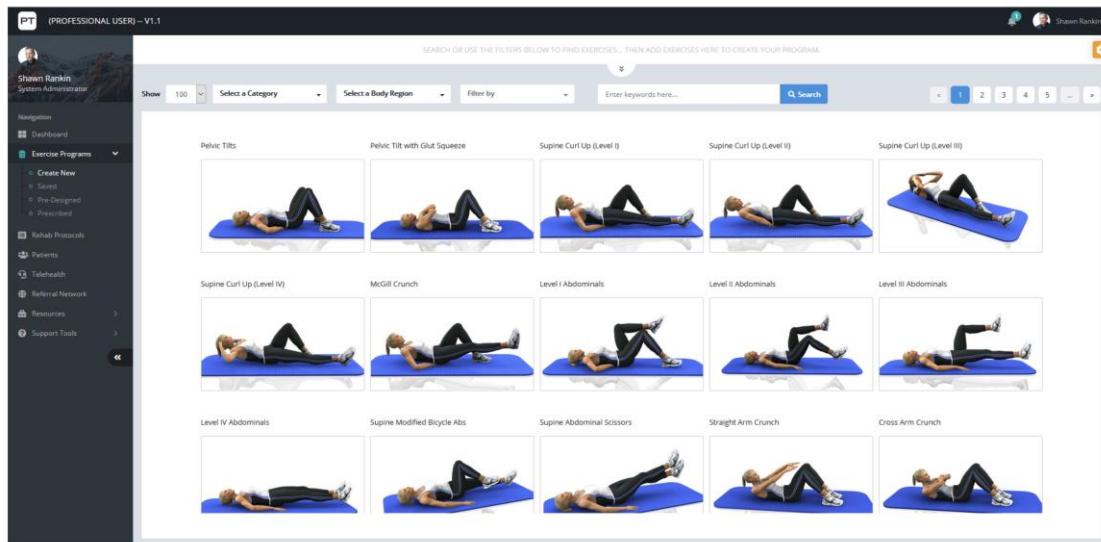 PT (PROFESSIONAL USER) – V1.1
1
Shawn Rankin
Shawn Rankin
System Administrator
Navigation
Dashboard
Exercise Programs
Create New
Saved
Pre-Designed
Prescribed
Rehab Protocols
Patients
Telehealth
Referral Network
Resources
Support Tools
SEARCH OR USE THE FILTERS BELOW TO FIND EXERCISES... THEN ADD EXERCISES HERE TO CREATE YOUR PROGRAM.
Show 100 Select a Category Select a Body Region Filter by Enter keywords here... Search « 1 2 3 4 5 ... »
Pelvic Tilts Pelvic Tilt with Glut Squeeze Supine Curl Up (Level I) Supine Curl Up (Level II) Supine Curl Up (Level III)
Supine Curl Up (Level IV) McGill Crunch Level I Abdominals Level II Abdominals Level III Abdominals
Level IV Abdominals Supine Modified Bicycle Abs Supine Abdominal Scissors Straight Arm Crunch Cross Arm Crunch